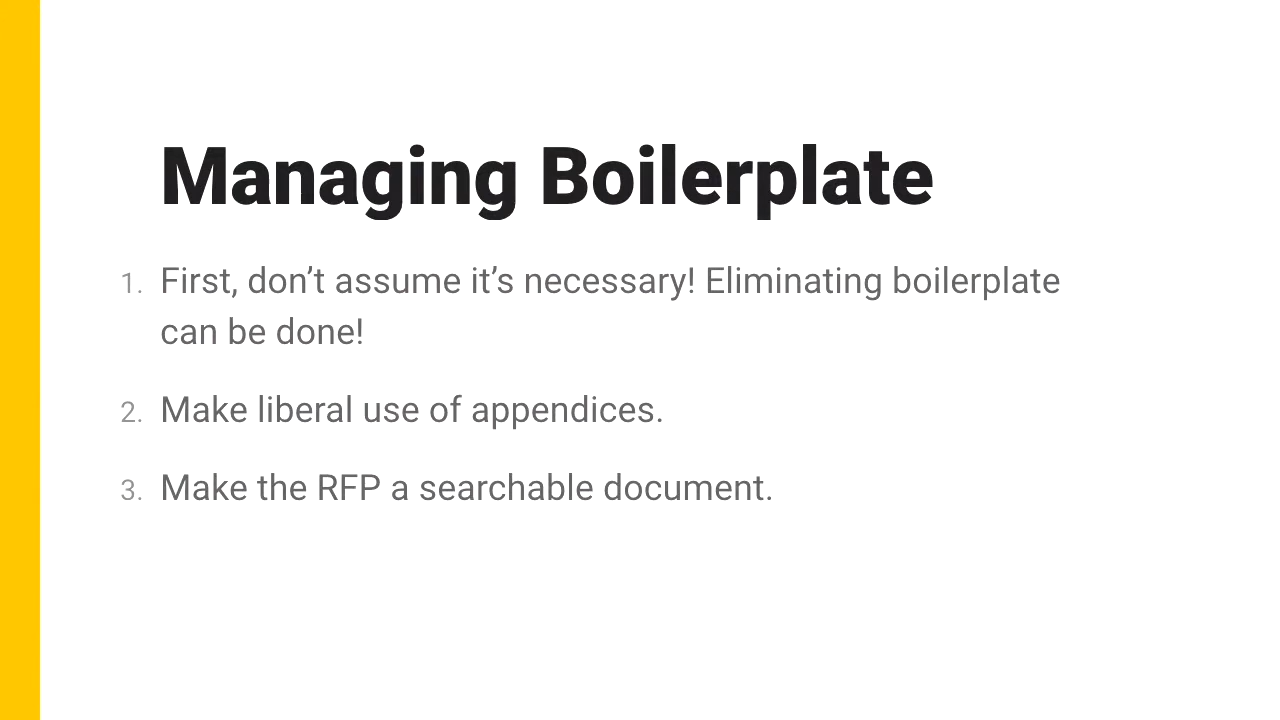 Managing Boilerplate
1. First, don’t assume it’s necessary! Eliminating boilerplate
can be done!
2. Make liberal use of appendices.
3. Make the RFP a searchable document.